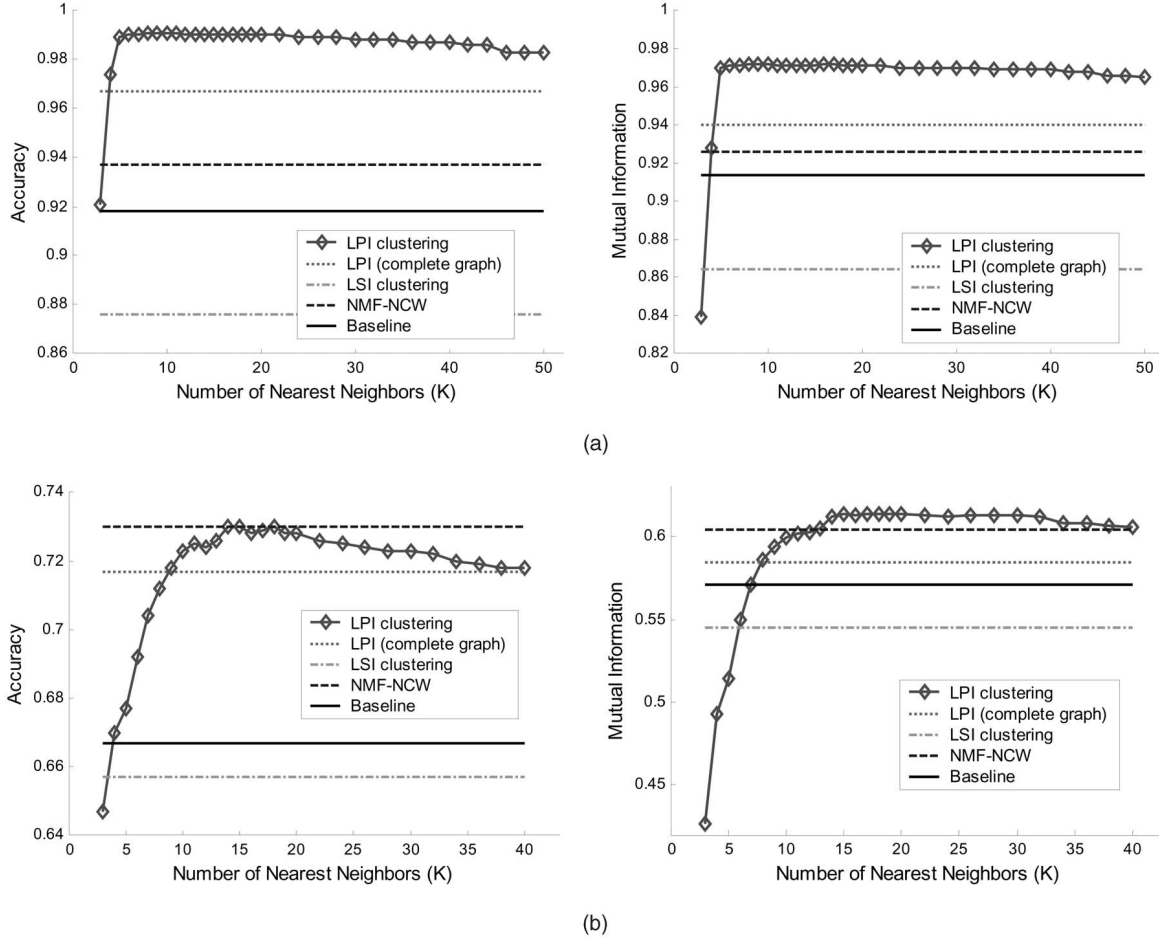 1
0.98
0.96
0.94
0.92
0.9
0.88
0.86
Accuracy
0 10 20 30 40 50
Number of Nearest Neighbors (K)
LPI clustering
LPI (complete graph)
LSI clustering
NMF-NCW
Baseline
1
0.98
0.96
0.94
0.92
0.9
0.88
0.86
0.84
0.82
Mutual Information
0 10 20 30 40 50
Number of Nearest Neighbors (K)
LPI clustering
LPI (complete graph)
LSI clustering
NMF-NCW
Baseline
(a)
0.74
0.72
0.7
0.68
0.66
0.64
Accuracy
0 5 10 15 20 25 30 35 40
Number of Nearest Neighbors (K)
LPI clustering
LPI (complete graph)
LSI clustering
NMF-NCW
Baseline
0.6
0.55
0.5
0.45
Mutual Information
0 5 10 15 20 25 30 35 40
Number of Nearest Neighbors (K)
LPI clustering
LPI (complete graph)
LSI clustering
NMF-NCW
Baseline
(b)